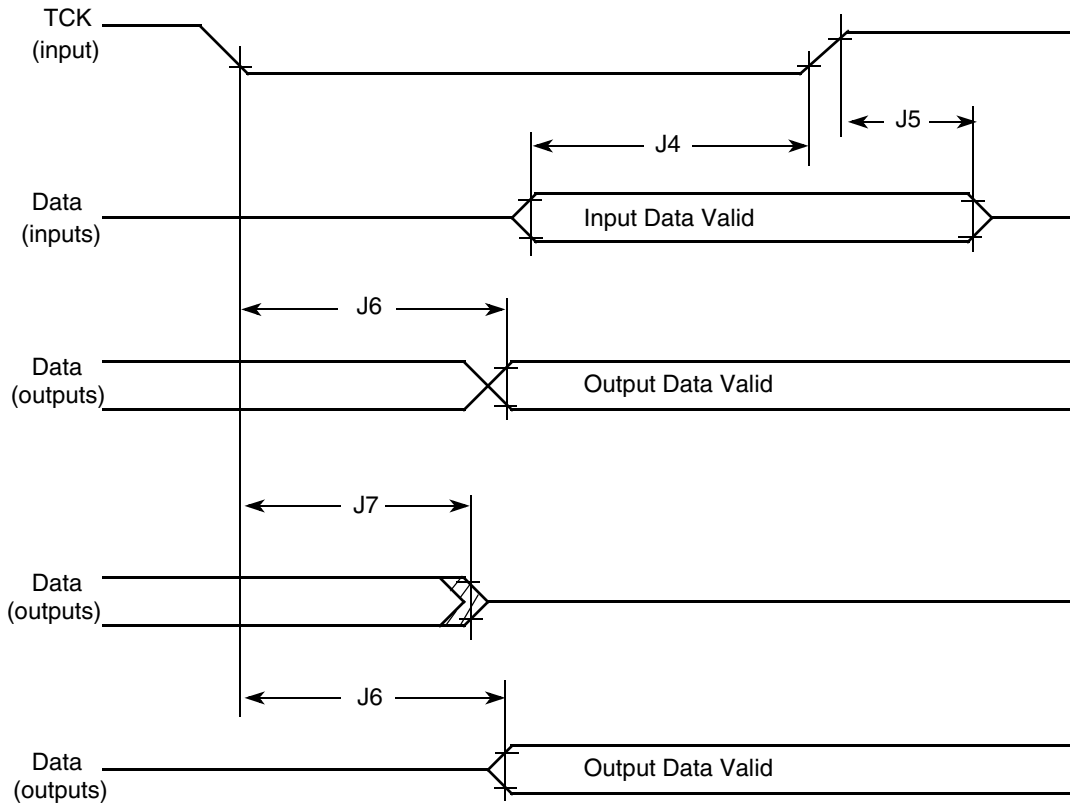 TCK
(input)
J5
J4
Data
(inputs)
Input Data Valid
J6
Data
(outputs)
Output Data Valid
J7
Data
(outputs)
J6
Data
(outputs)
Output Data Valid